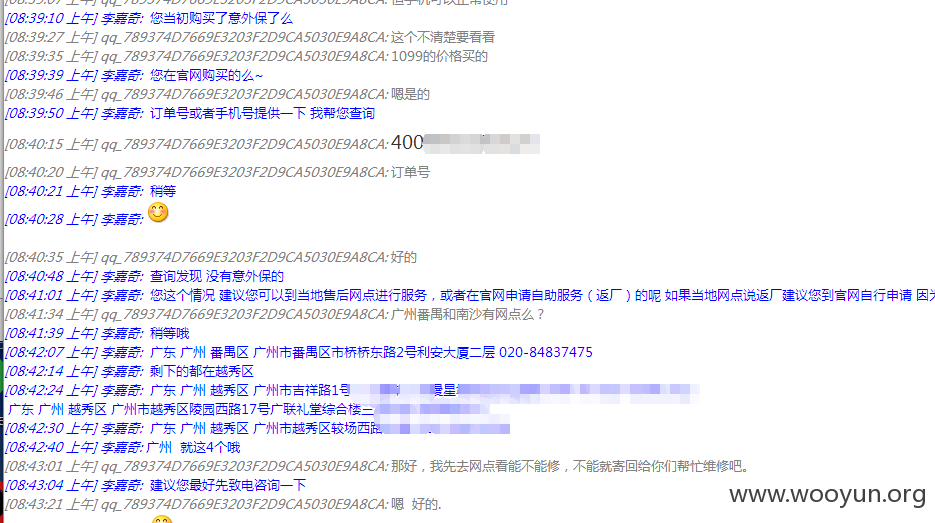 [08:39:07 上午] qq_789374D7669E3203F2D9CA5030E9A8CA: 但手机可以正常使用
[08:39:10 上午] 李嘉奇: 您当初购买了意外保了么
[08:39:27 上午] qq_789374D7669E3203F2D9CA5030E9A8CA: 这个不清楚要看看
[08:39:35 上午] qq_789374D7669E3203F2D9CA5030E9A8CA: 1099的价格买的
[08:39:39 上午] 李嘉奇: 您在官网购买的么~
[08:39:46 上午] qq_789374D7669E3203F2D9CA5030E9A8CA: 嗯是的
[08:39:50 上午] 李嘉奇: 订单号或者手机号提供一下 我帮您查询
[08:40:15 上午] qq_789374D7669E3203F2D9CA5030E9A8CA: 400
[08:40:20 上午] qq_789374D7669E3203F2D9CA5030E9A8CA: 订单号
[08:40:21 上午] 李嘉奇: 稍等
[08:40:28 上午] 李嘉奇:
[08:40:35 上午] qq_789374D7669E3203F2D9CA5030E9A8CA: 好的
[08:40:48 上午] 李嘉奇: 查询发现 没有意外保的
[08:41:01 上午] 李嘉奇: 您这个情况 建议您可以到当地售后网点进行服务，或者在官网申请自助服务（返厂）的呢 如果当地网点说返厂建议您到官网自行申请 因为
[08:41:34 上午] qq_789374D7669E3203F2D9CA5030E9A8CA: 广州番禺和南沙有网点么？
[08:41:39 上午] 李嘉奇: 稍等哦
[08:42:07 上午] 李嘉奇: 广东 广州 番禺区 广州市番禺区市桥桥东路2号利安大厦二层 020-84837475
[08:42:14 上午] 李嘉奇: 剩下的都在越秀区
[08:42:24 上午] 李嘉奇: 广东 广州 越秀区 广州市吉祥路1号
广东 广州 越秀区 广州市越秀区陵园西路17号广联礼堂综合楼三
[08:42:30 上午] 李嘉奇: 广东 广州 越秀区 广州市越秀区较场西路
[08:42:40 上午] 李嘉奇: 广州 就这4个哦
[08:43:01 上午] qq_789374D7669E3203F2D9CA5030E9A8CA: 那好，我先去网点看能不能修，不能就寄回给你们帮忙维修吧。
[08:43:04 上午] 李嘉奇: 建议您最好先致电咨询一下
[08:43:21 上午] qq_789374D7669E3203F2D9CA5030E9A8CA: 嗯 好的.
www.wooyun.org